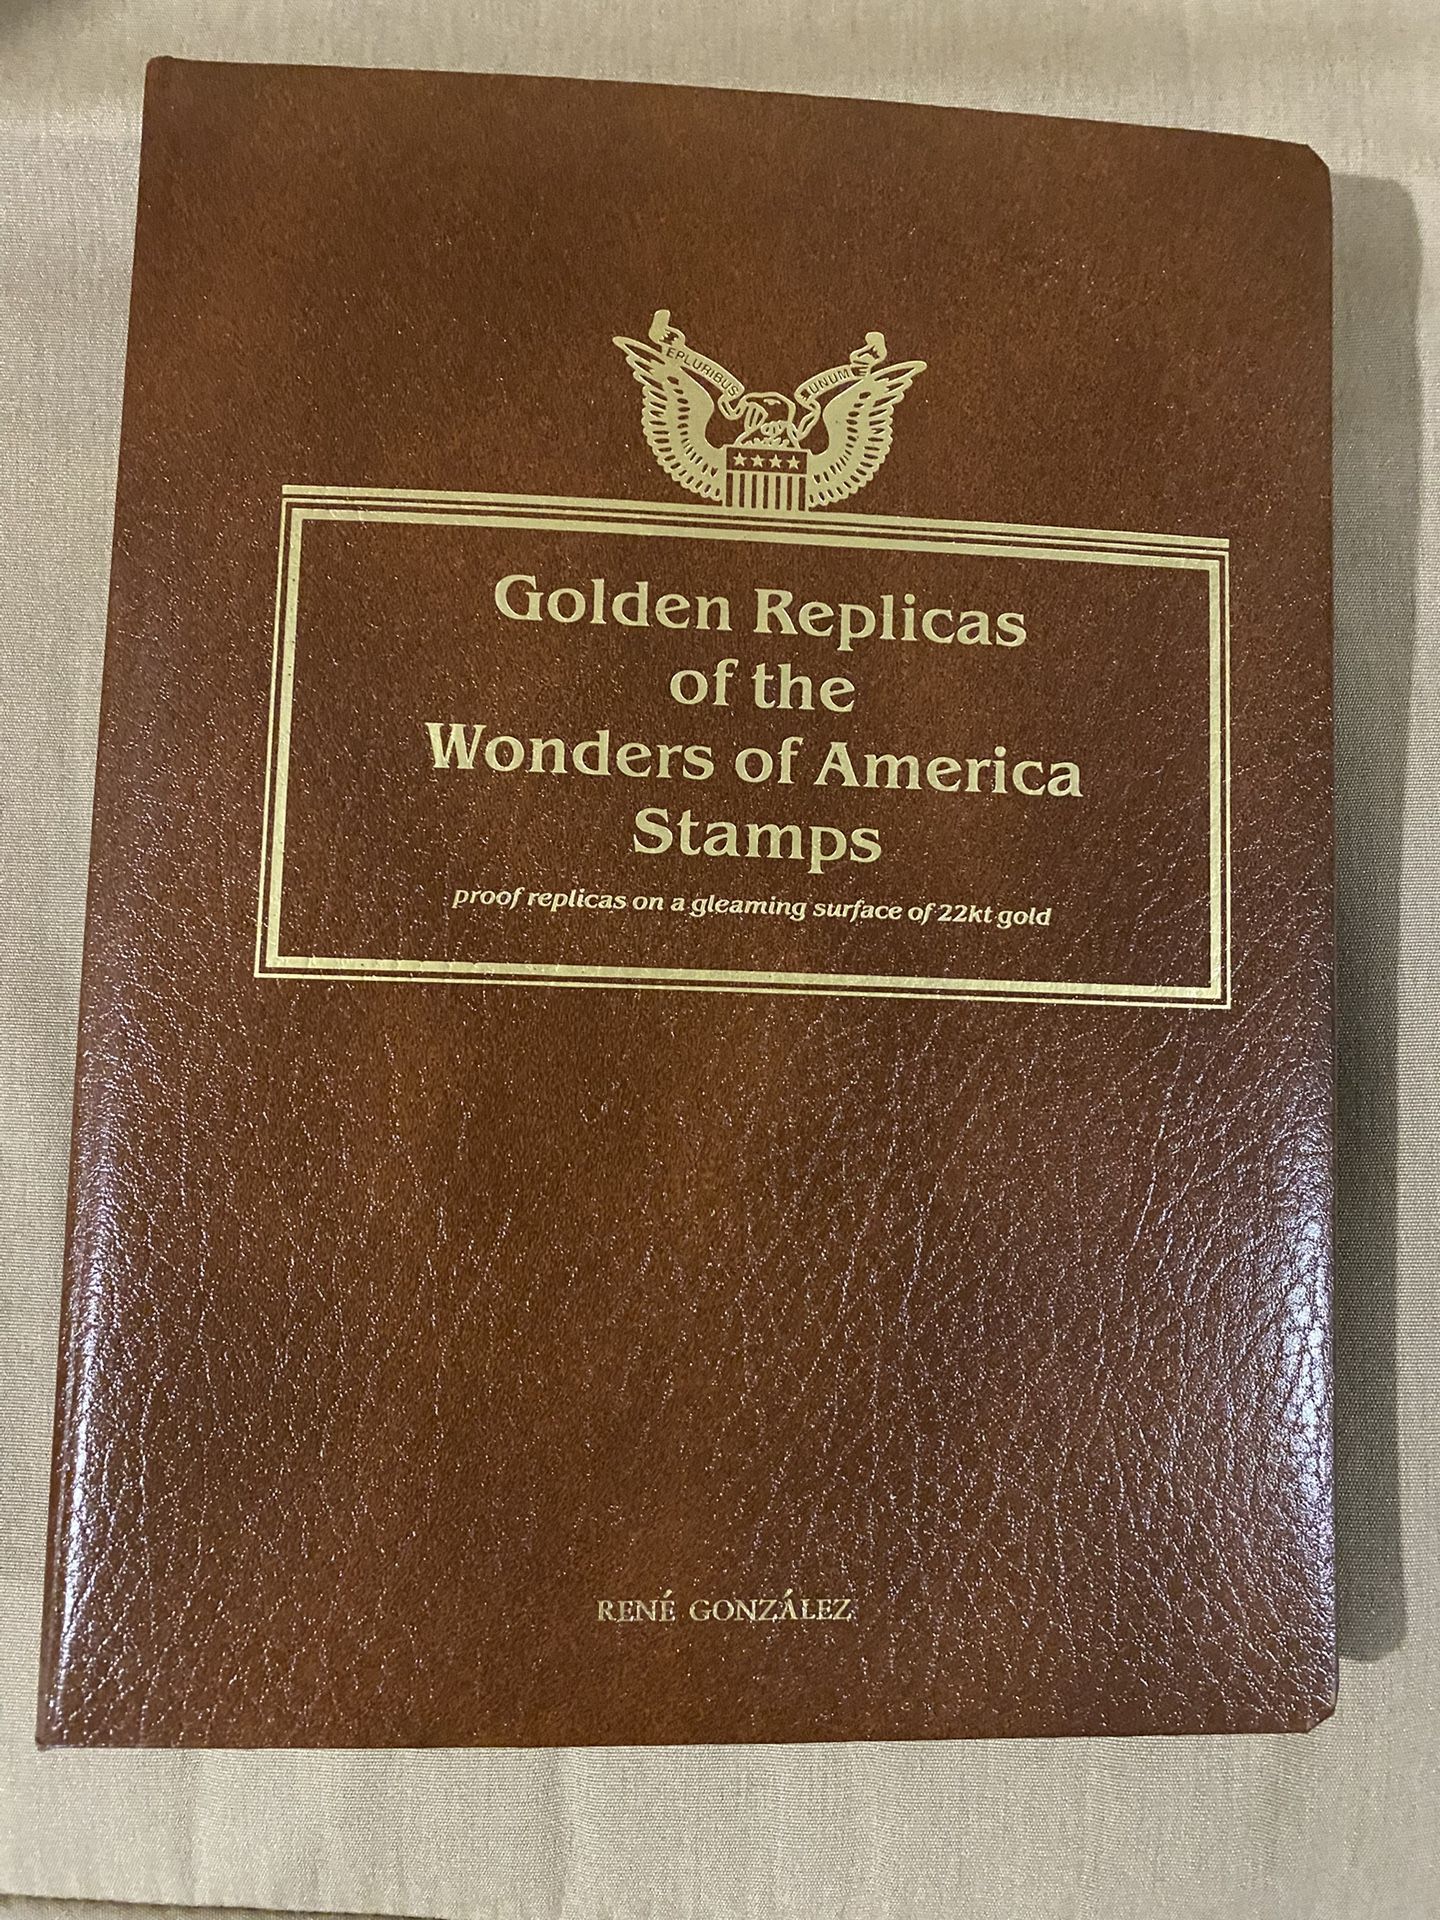 E PLURIBUS UNUM
Golden Replicas
of the
Wonders of America
Stamps
proof replicas on a gleaming surface of 22kt gold
RENÉ GONZÁLEZ